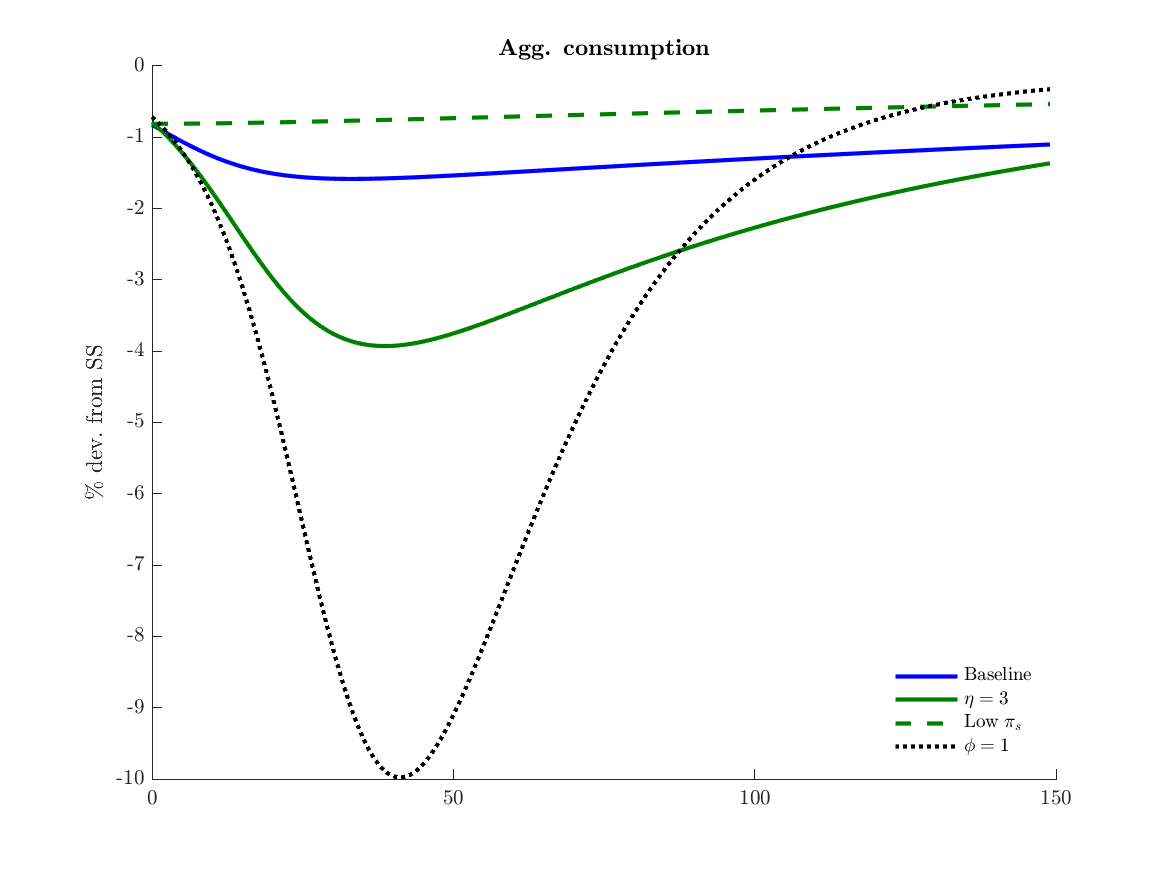 Agg. consumption
% dev. from SS
0
-1
-2
-3
-4
-5
-6
-7
-8
-9
-10
0
50
100
150
Baseline
η = 3
Low πₛ
ϕ = 1